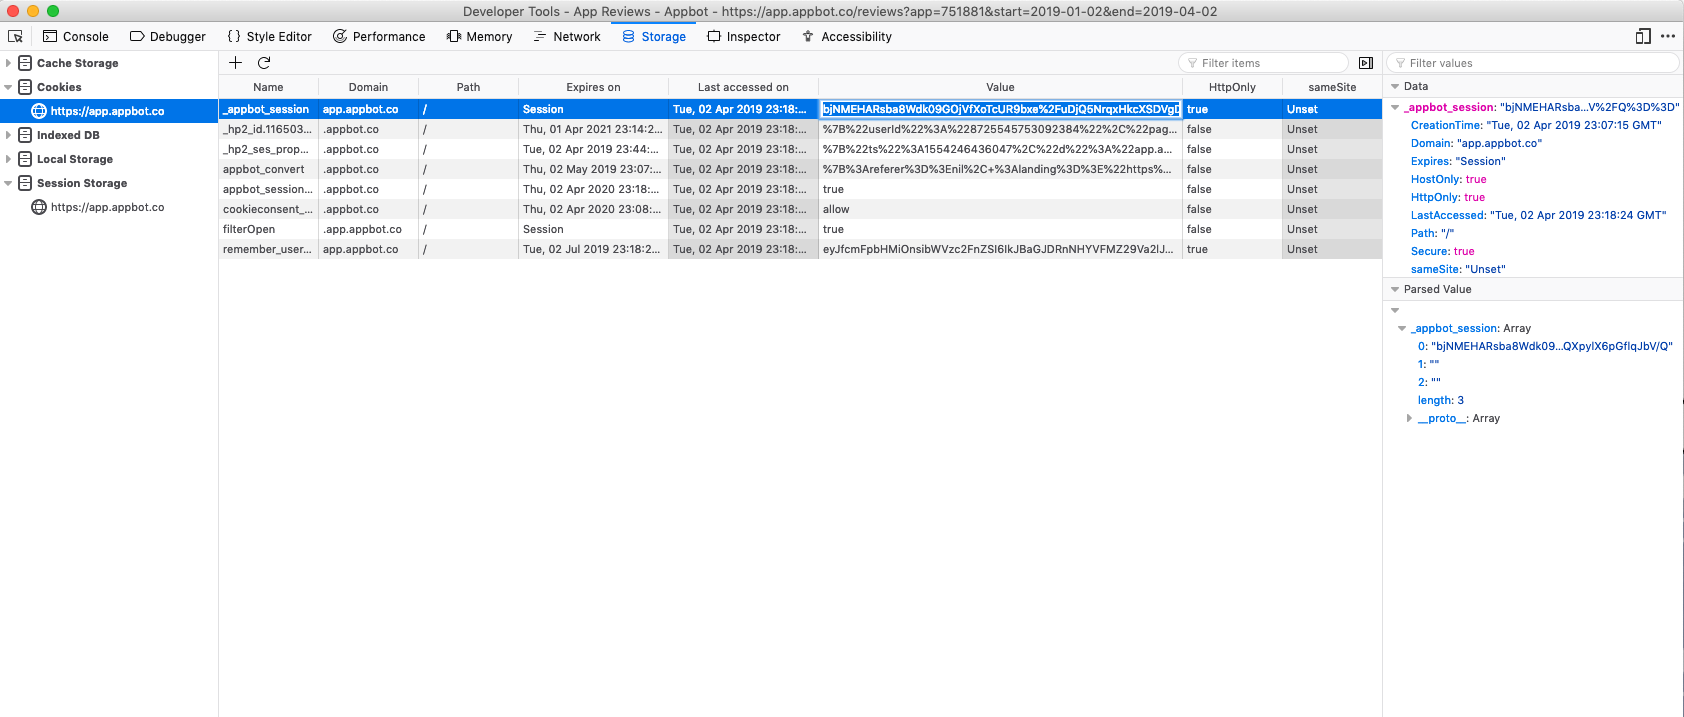 Developer Tools - App Reviews - Appbot - https://app.appbot.co/reviews?app=751881&start=2019-01-02&end=2019-04-02
Console Debugger { } Style Editor Performance Memory Network Storage Inspector Accessibility
Cache Storage
Cookies
https://app.appbot.co
Indexed DB
Local Storage
Session Storage
https://app.appbot.co
Filter items
Name Domain Path Expires on Last accessed on Value HttpOnly sameSite
_appbot_session app.appbot.co / Session Tue, 02 Apr 2019 23:18:... bjNMEHARsba8Wdk09GOjVfXoTcUR9bxe%2FuDjQ5NrqxHkcXSDVgD true Unset
_hp2_id.116503... .appbot.co / Thu, 01 Apr 2021 23:14:2... Tue, 02 Apr 2019 23:18:... %7B%22userId%22%3A%228725545753092384%22%2C%22pag... false Unset
_hp2_ses_prop... .appbot.co / Tue, 02 Apr 2019 23:44:... Tue, 02 Apr 2019 23:18:... %7B%22ts%22%3A1554246436047%2C%22d%22%3A%22app.a... false Unset
appbot_convert .appbot.co / Thu, 02 May 2019 23:07:... Tue, 02 Apr 2019 23:18:... %7B%3Areferer%3D%3Enil%2C+%3Alanding%3D%3E%22https%... false Unset
appbot_session... .appbot.co / Thu, 02 Apr 2020 23:18:... Tue, 02 Apr 2019 23:18:... true false Unset
cookieconsent_... .appbot.co / Thu, 02 Apr 2020 23:08:... Tue, 02 Apr 2019 23:18:... allow false Unset
filterOpen .app.appbot.co / Session Tue, 02 Apr 2019 23:18:... true false Unset
remember_user... app.appbot.co / Tue, 02 Jul 2019 23:18:2... Tue, 02 Apr 2019 23:18:... eyJfcmFpbHMiOnsibWVzc2FnZSI6IkJBaGJDRnNHYVFMZ29Va2lJ... true Unset
Filter values
Data
_appbot_session: "bjNMEHARsba...V%2FQ%3D%3D"
CreationTime: "Tue, 02 Apr 2019 23:07:15 GMT"
Domain: "app.appbot.co"
Expires: "Session"
HostOnly: true
HttpOnly: true
LastAccessed: "Tue, 02 Apr 2019 23:18:24 GMT"
Path: "/"
Secure: true
sameSite: "Unset"
Parsed Value
_appbot_session: Array
0: "bjNMEHARsba8Wdk09...QXpylX6pGflqJbV/Q"
1: ""
2: ""
length: 3
__proto__: Array